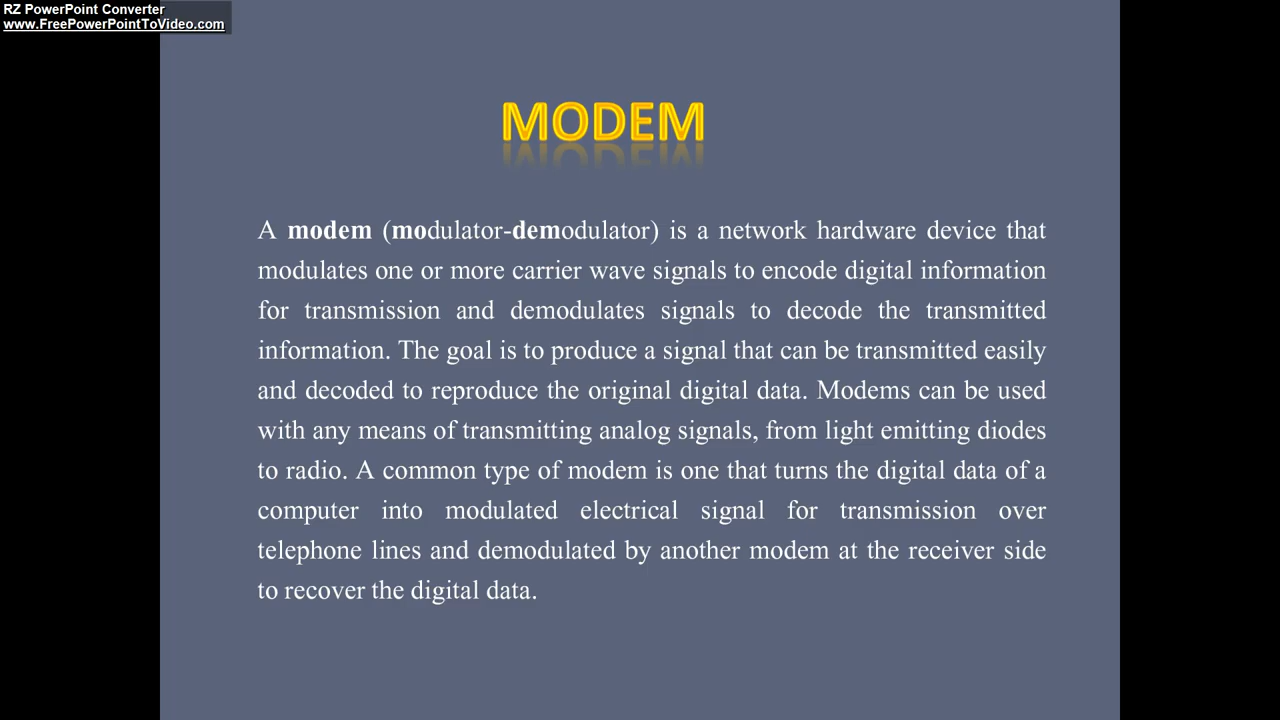 RZ PowerPoint Converter
www.FreePowerPointToVideo.com
MODEM
A modem (modulator-demodulator) is a network hardware device that
modulates one or more carrier wave signals to encode digital information
for transmission and demodulates signals to decode the transmitted
information. The goal is to produce a signal that can be transmitted easily
and decoded to reproduce the original digital data. Modems can be used
with any means of transmitting analog signals, from light emitting diodes
to radio. A common type of modem is one that turns the digital data of a
computer into modulated electrical signal for transmission over
telephone lines and demodulated by another modem at the receiver side
to recover the digital data.